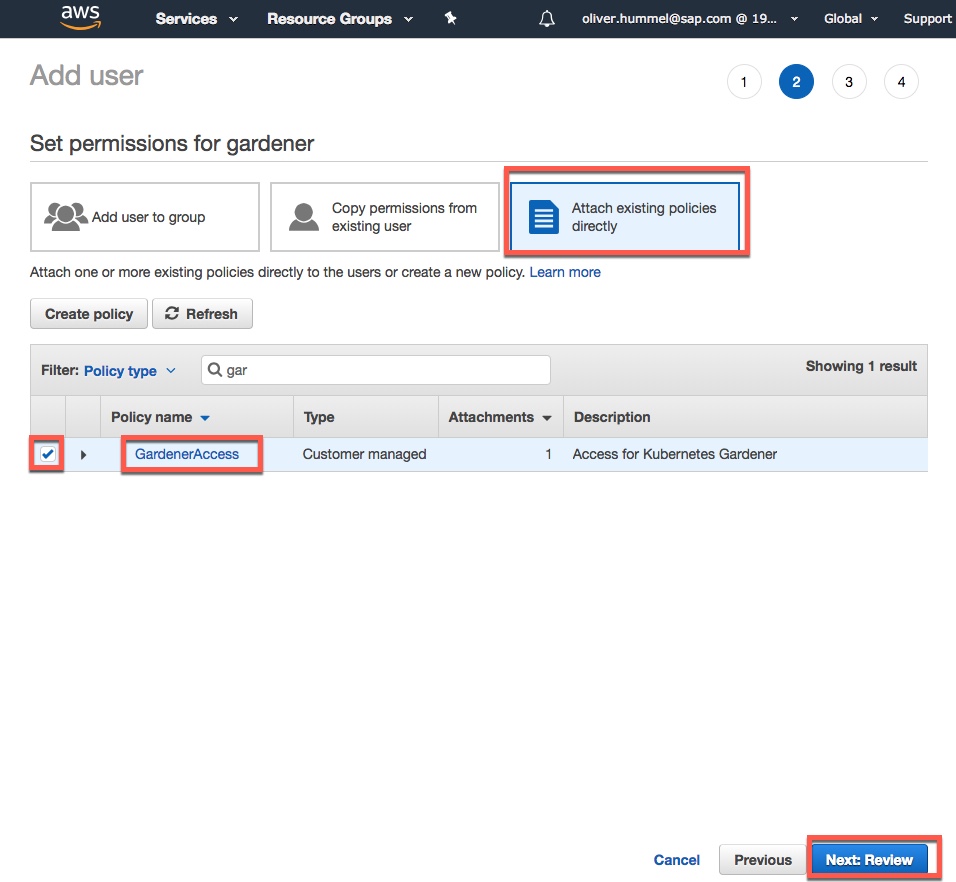 aws Services Resource Groups oliver.hummel@sap.com @ 19... Global Support
Add user
1 2 3 4
Set permissions for gardener
Add user to group
Copy permissions from
existing user
Attach existing policies
directly
Attach one or more existing policies directly to the users or create a new policy. Learn more
Create policy Refresh
Filter: Policy type gar Showing 1 result
Policy name Type Attachments Description
GardenerAccess Customer managed 1 Access for Kubernetes Gardener
Cancel Previous Next: Review